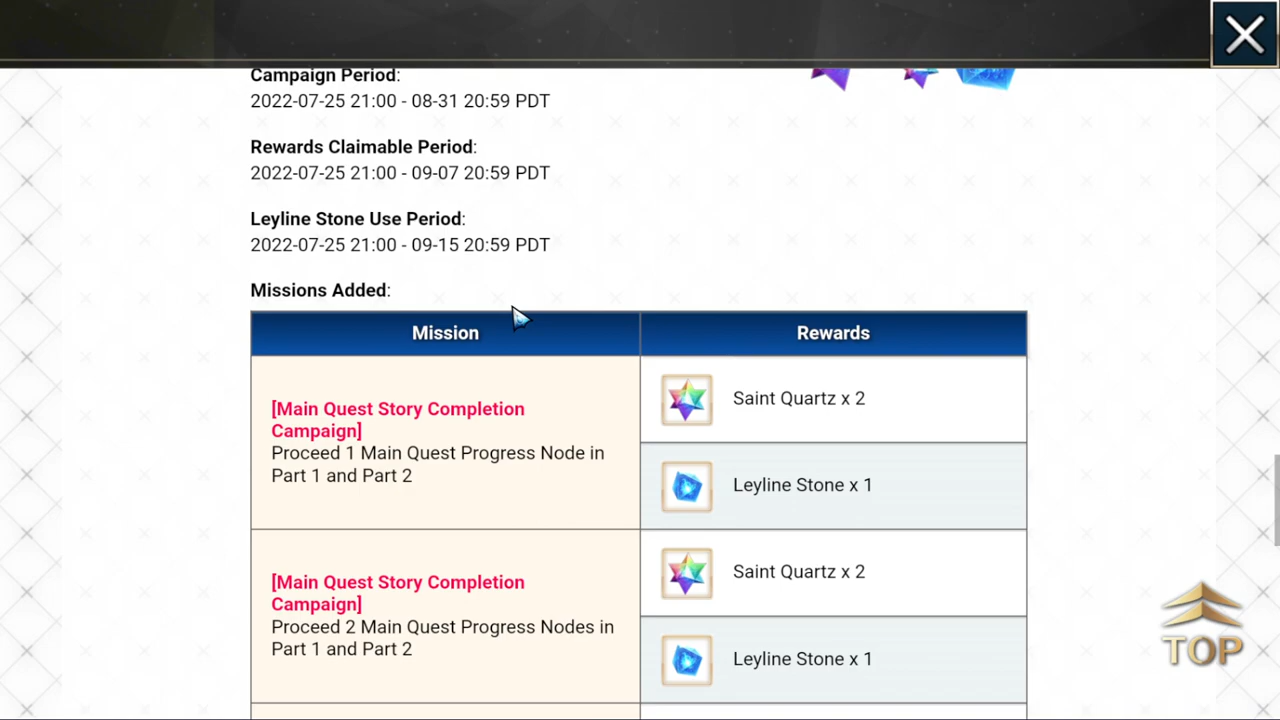 Campaign Period:
2022-07-25 21:00 - 08-31 20:59 PDT
Rewards Claimable Period:
2022-07-25 21:00 - 09-07 20:59 PDT
Leyline Stone Use Period:
2022-07-25 21:00 - 09-15 20:59 PDT
Missions Added:
Mission
Rewards
[Main Quest Story Completion
Campaign]
Proceed 1 Main Quest Progress Node in
Part 1 and Part 2
Saint Quartz x 2
Leyline Stone x 1
[Main Quest Story Completion
Campaign]
Proceed 2 Main Quest Progress Nodes in
Part 1 and Part 2
Saint Quartz x 2
Leyline Stone x 1
TOP